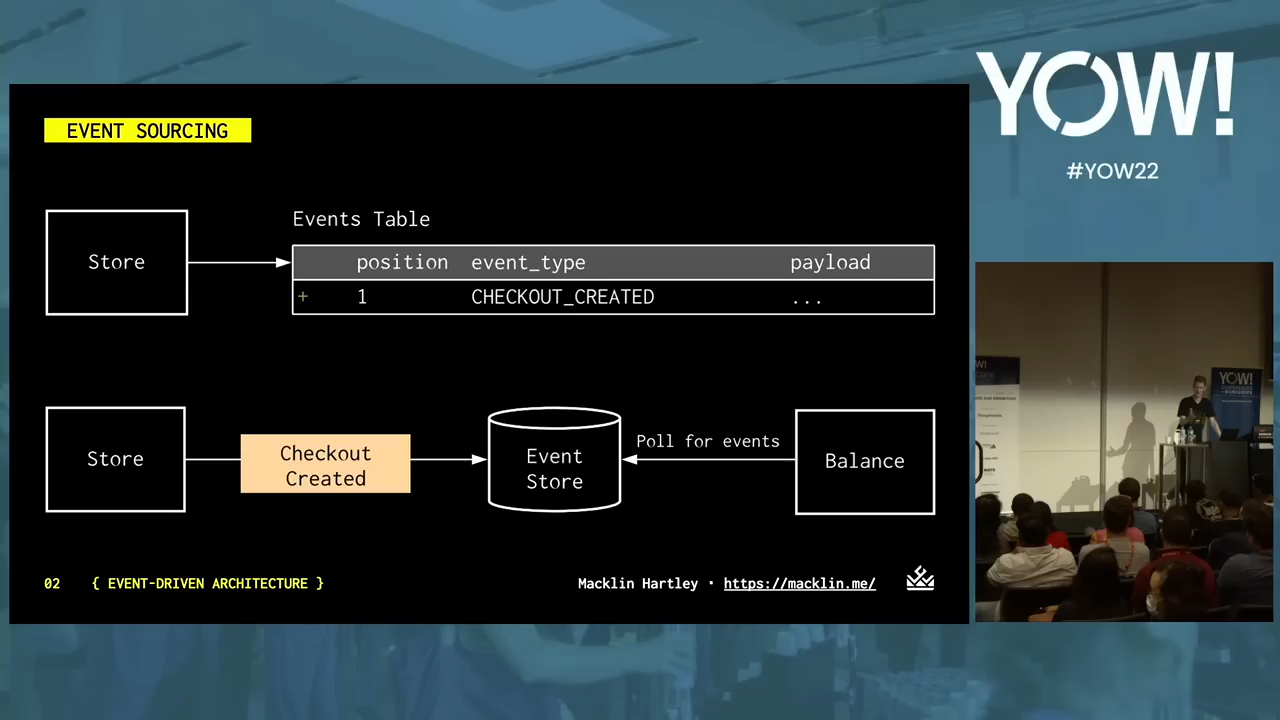 EVENT SOURCING
Events Table
Store
position event_type payload
+ 1 CHECKOUT_CREATED ...
Store
Checkout
Created
Event
Store
Poll for events
Balance
02 { EVENT-DRIVEN ARCHITECTURE }
Macklin Hartley • https://macklin.me/
YOW!
#YOW22
YOW!